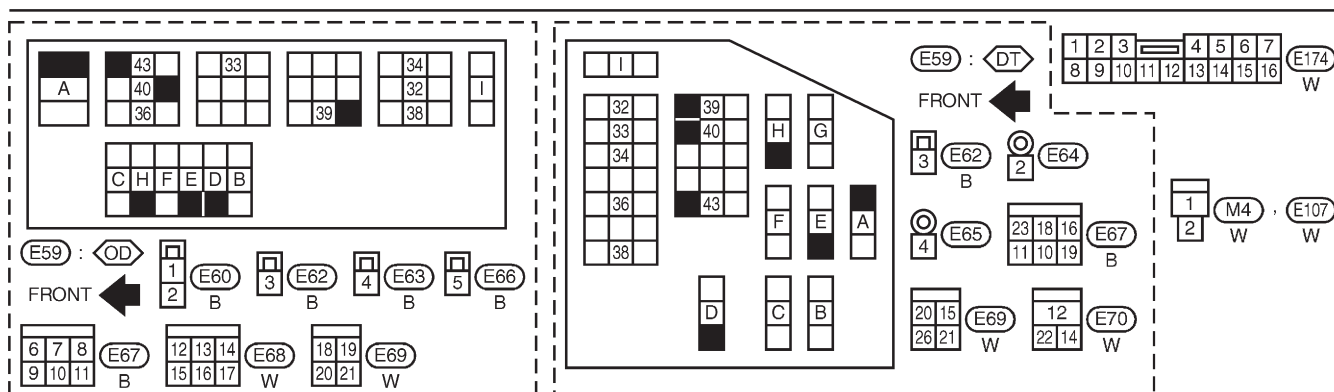 43 33 34
A 40 32 I
36 39 38
C H F E D B
E59 : OD
FRONT
1
2
E60
B
3
E62
B
4
E63
B
5
E66
B
6 7 8
9 10 11
E67
B
12 13 14
15 16 17
E68
W
18 19
20 21
E69
W
I
32 39
33 40 H G
34
36 43 F E A
38
D C B
E59 : DT
FRONT
3
E62
B
2
E64
4
E65
23 18 16
11 10 19
E67
B
20 15
26 21
E69
W
12
22 14
E70
W
1 2 3 4 5 6 7
8 9 10 11 12 13 14 15 16
E174
W
1
2
M4 , E107
W W